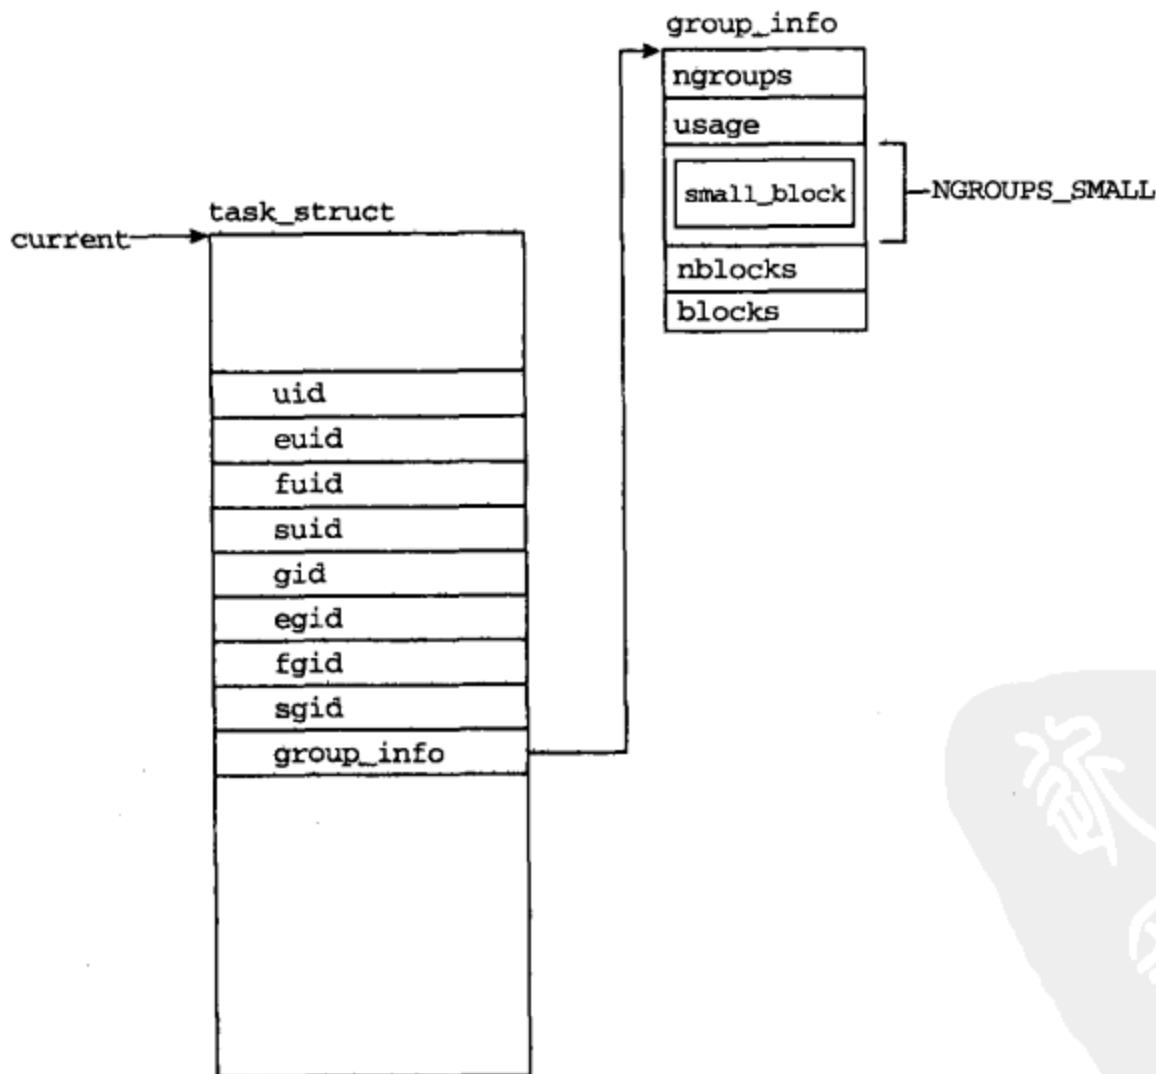 group_info
ngroups
usage
small_block
NGROUPS_SMALL
nblocks
blocks
task_struct
current
uid
euid
fuid
suid
gid
egid
fgid
sgid
group_info